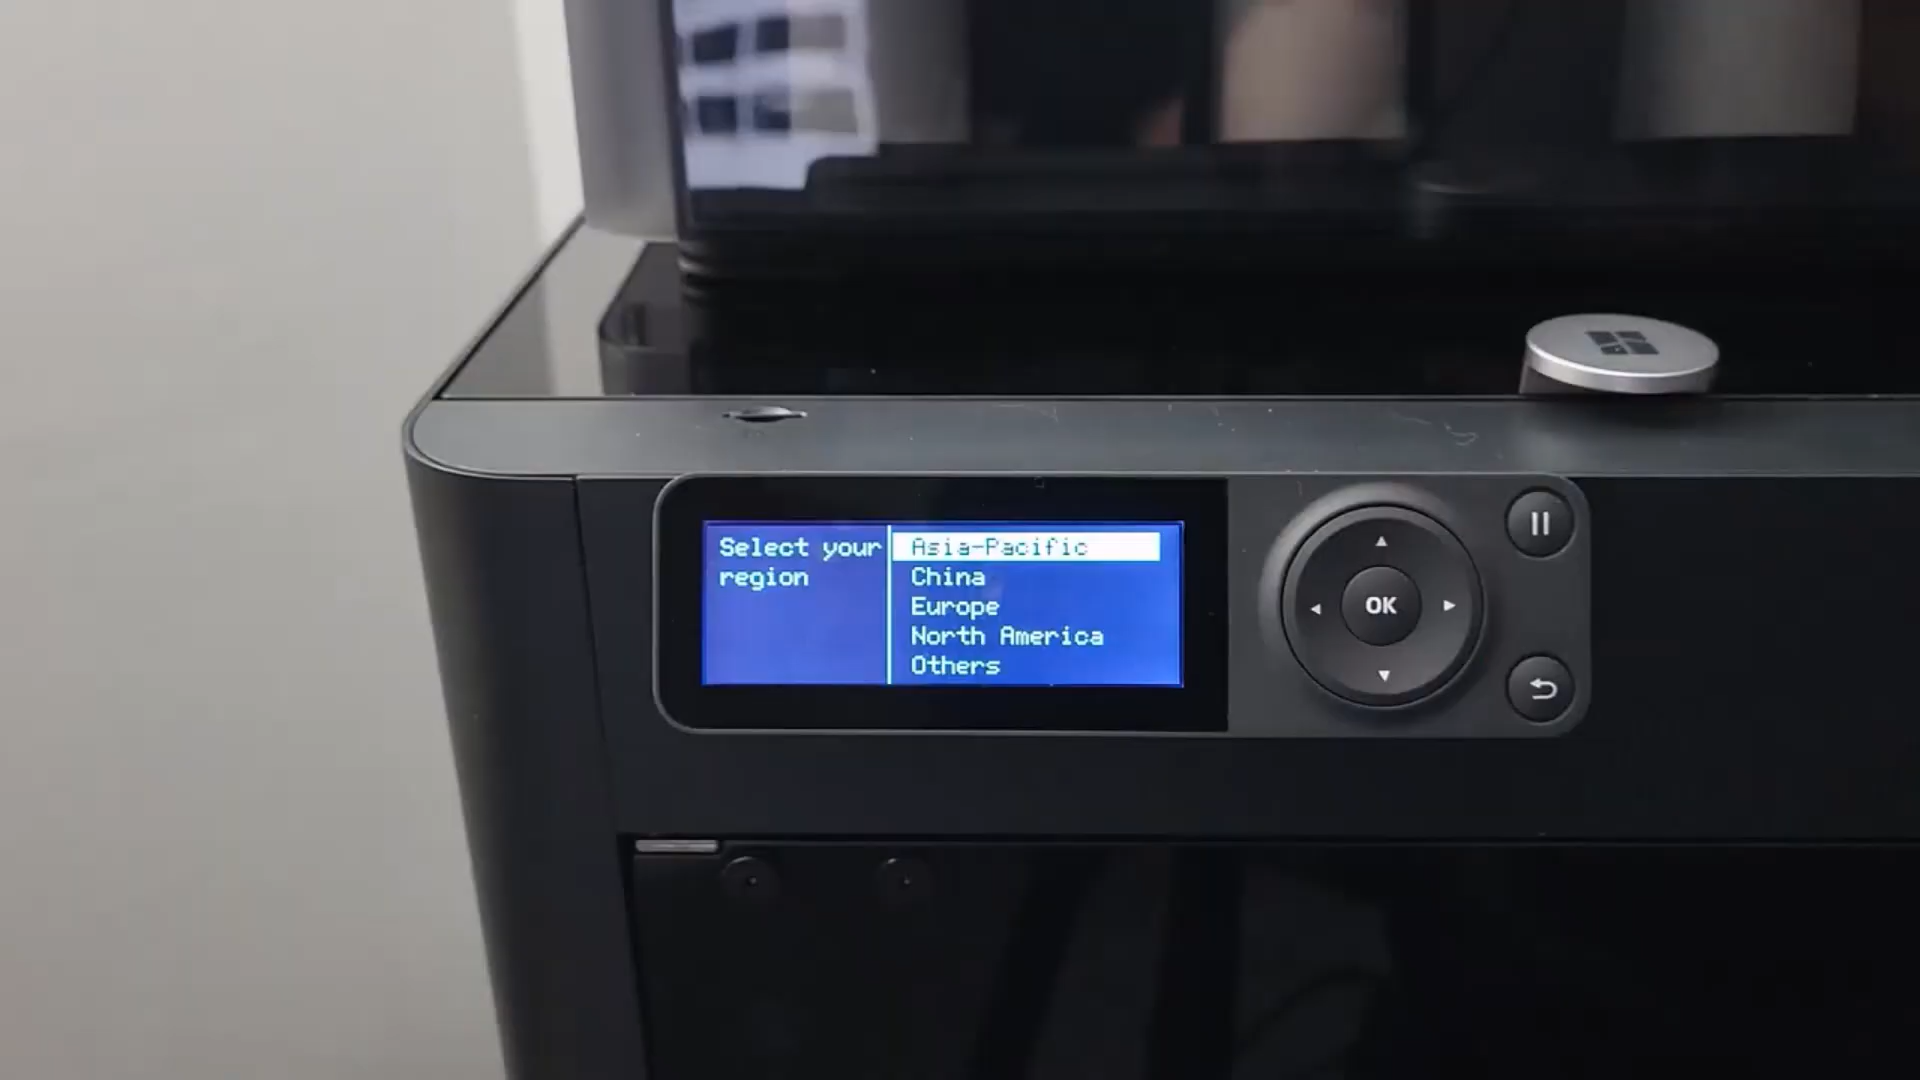 Select your
region
Asia-Pacific
China
Europe
North America
Others
OK